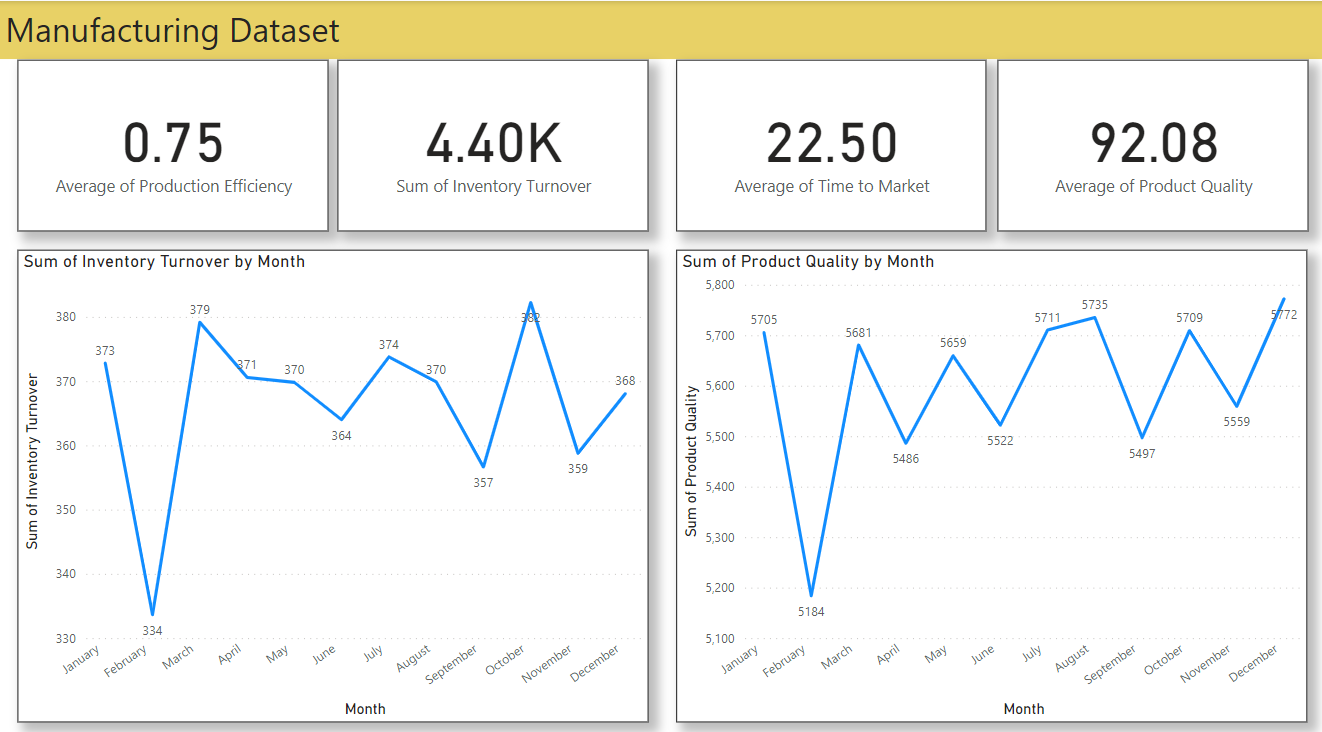 Manufacturing Dataset
0.75
Average of Production Efficiency
4.40K
Sum of Inventory Turnover
22.50
Average of Time to Market
92.08
Average of Product Quality
Sum of Inventory Turnover by Month
Sum of Inventory Turnover
380
370
360
350
340
330
373
334
379
371
370
364
374
370
357
382
359
368
January
February
March
April
May
June
July
August
September
October
November
December
Month
Sum of Product Quality by Month
Sum of Product Quality
5,800
5,700
5,600
5,500
5,400
5,300
5,200
5,100
5705
5184
5681
5486
5659
5522
5711
5735
5497
5709
5559
5772
January
February
March
April
May
June
July
August
September
October
November
December
Month